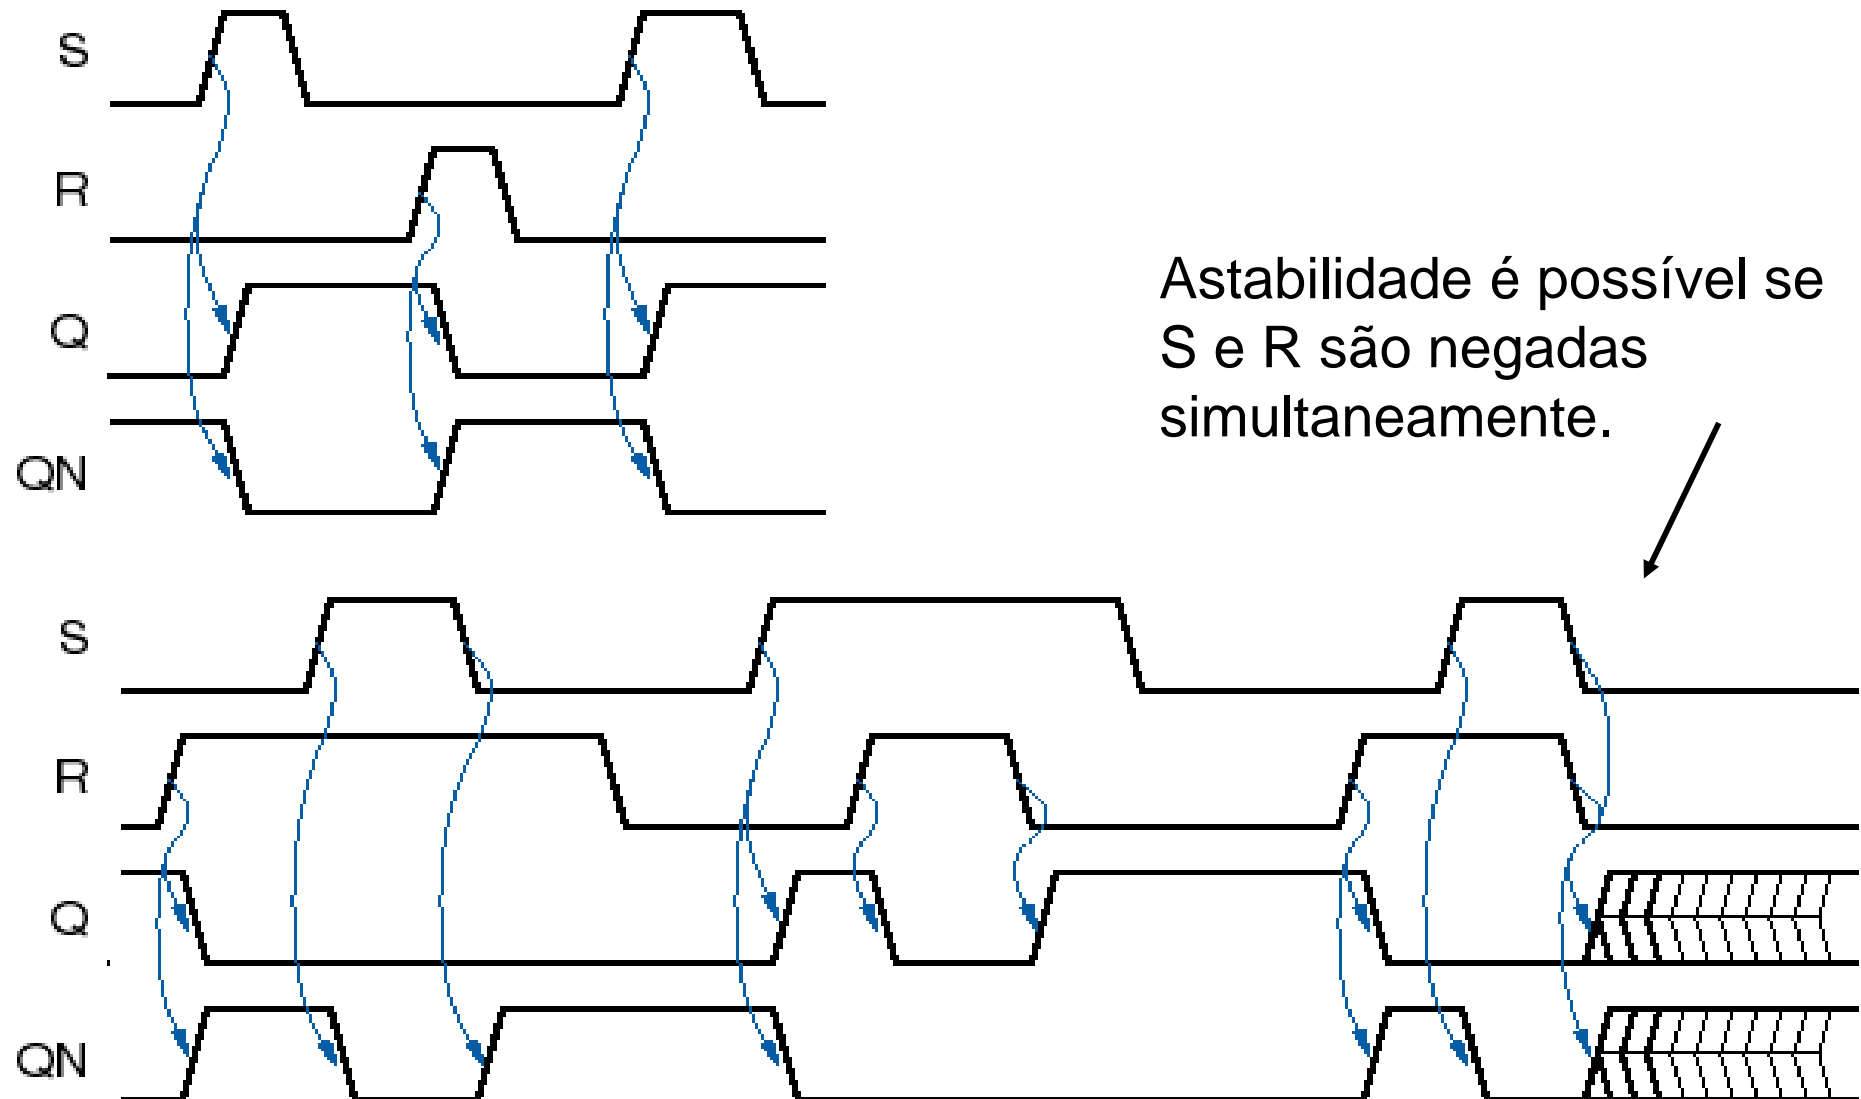 S
R
Q
QN
Astabilidade é possível se
S e R são negadas
simultaneamente.
S
R
Q
QN